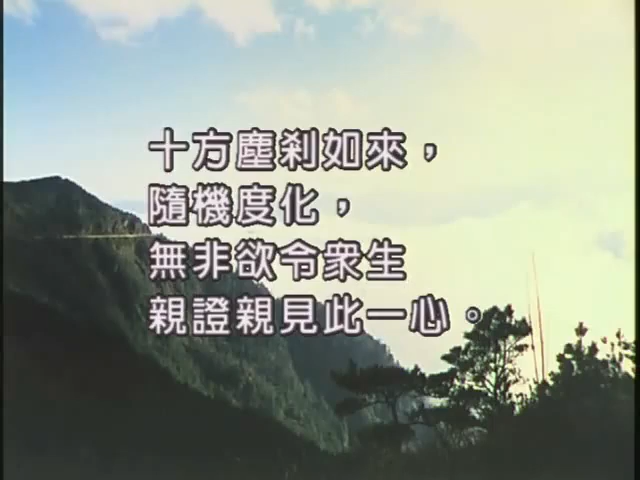 十方塵剎如來，
隨機度化，
無非欲令衆生
親證親見此一心。